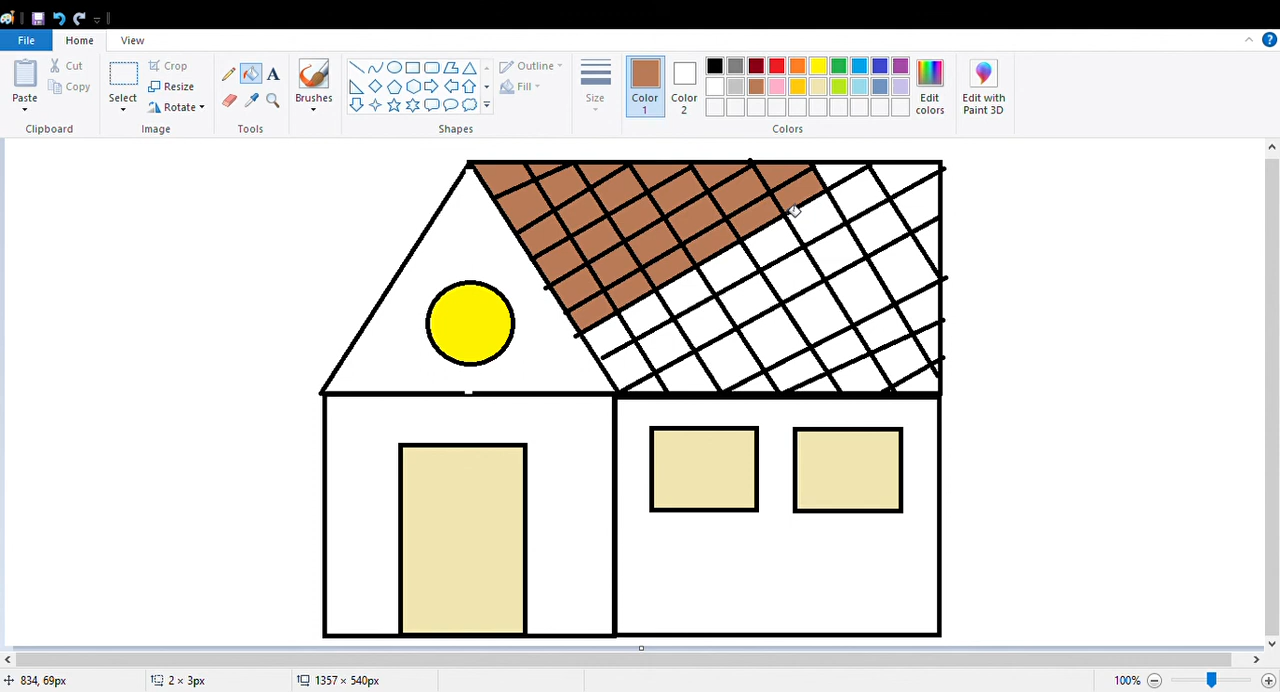 File Home View
Paste Cut Copy Select Crop Resize Rotate Brushes Outline Fill Size Color 1 Color 2 Edit colors Edit with Paint 3D
Clipboard Image Tools Shapes Colors
834, 69px 2 × 3px 1357 × 540px 100%